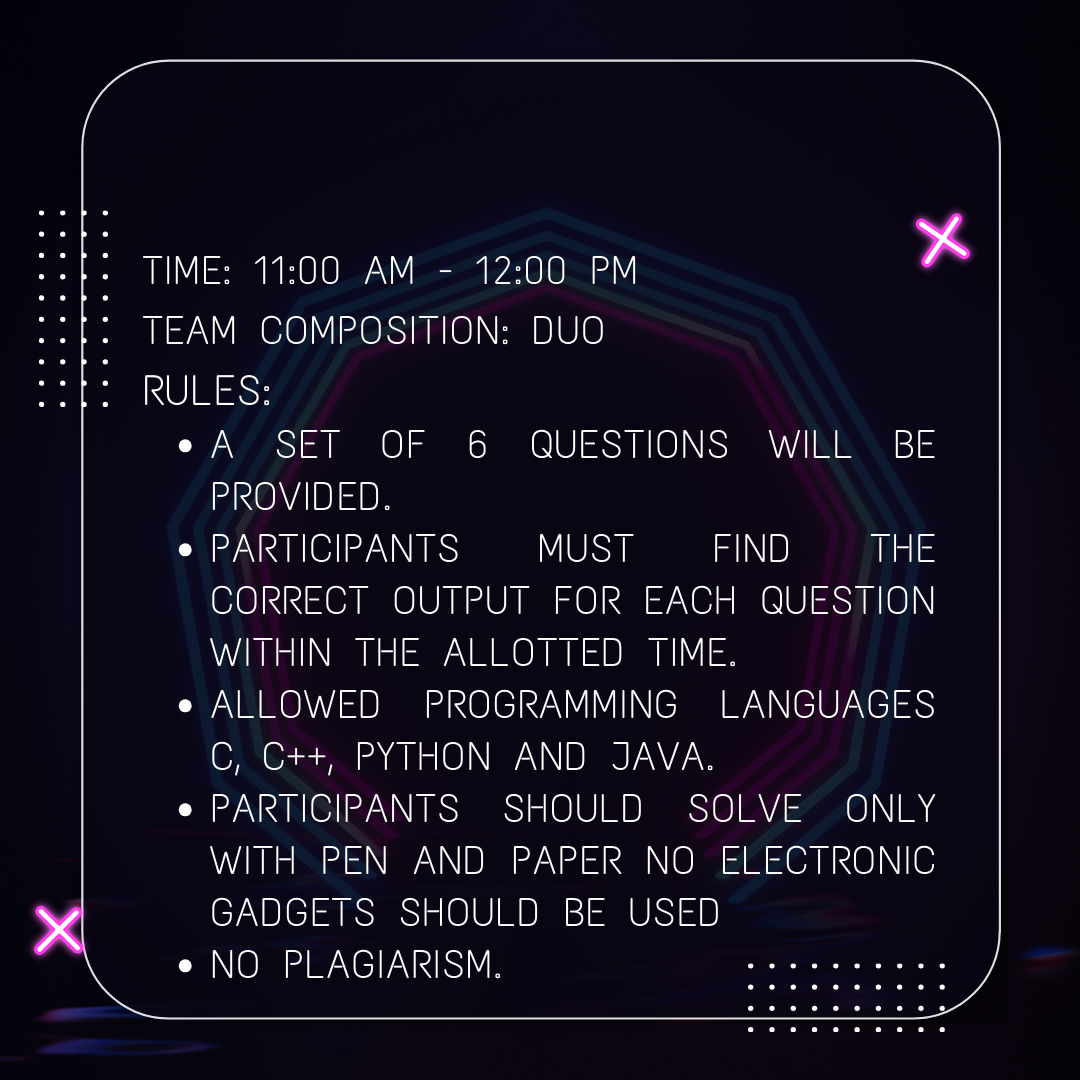 TIME: 11:00 AM - 12:00 PM
TEAM COMPOSITION: DUO
RULES:
• A SET OF 6 QUESTIONS WILL BE
PROVIDED.
• PARTICIPANTS MUST FIND THE
CORRECT OUTPUT FOR EACH QUESTION
WITHIN THE ALLOTTED TIME.
• ALLOWED PROGRAMMING LANGUAGES
C, C++, PYTHON AND JAVA.
• PARTICIPANTS SHOULD SOLVE ONLY
WITH PEN AND PAPER NO ELECTRONIC
GADGETS SHOULD BE USED
• NO PLAGIARISM.